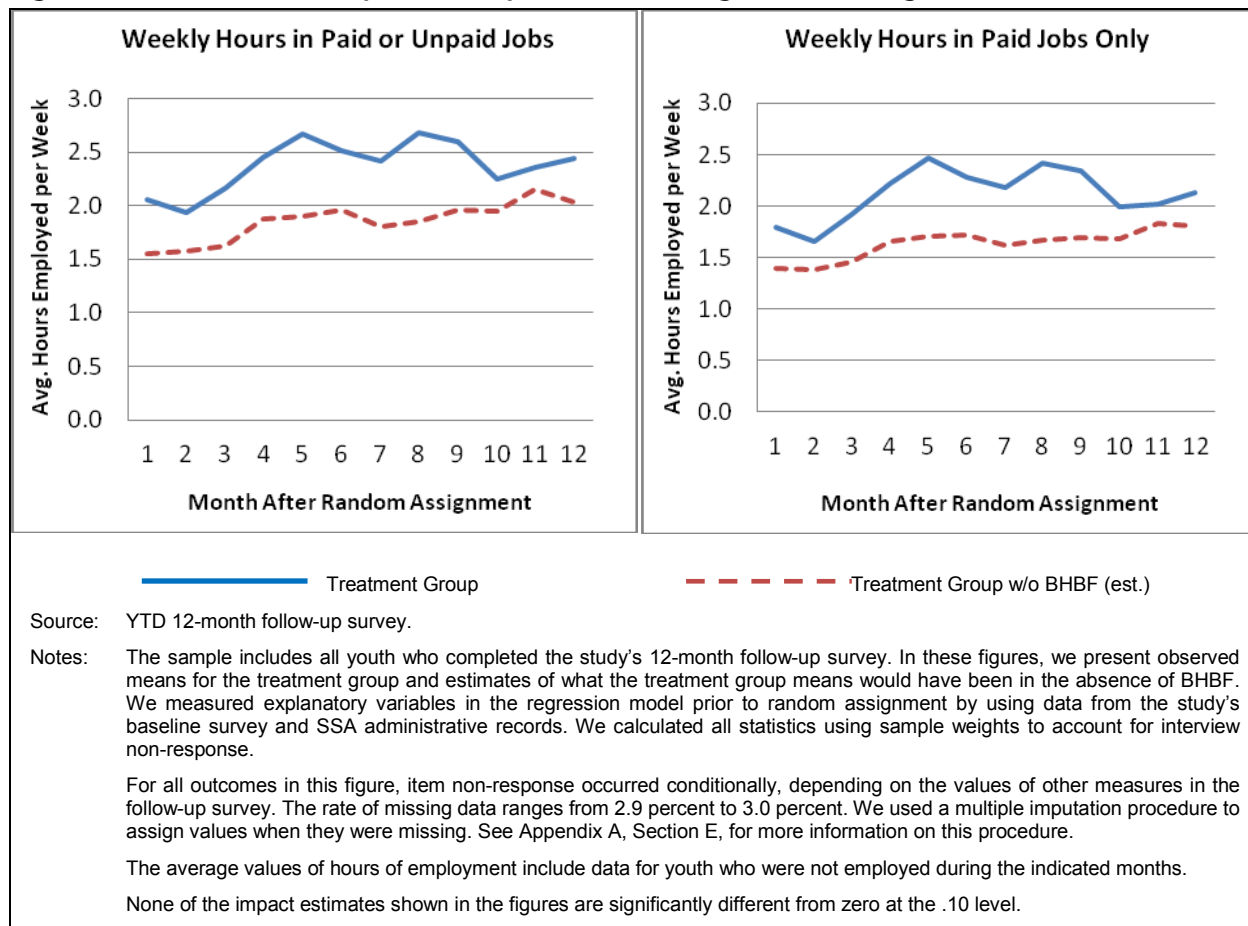 Weekly Hours in Paid or Unpaid Jobs
Avg. Hours Employed per Week
3.0
2.5
2.0
1.5
1.0
0.5
0.0
1 2 3 4 5 6 7 8 9 10 11 12
Month After Random Assignment
Weekly Hours in Paid Jobs Only
Avg. Hours Employed per Week
3.0
2.5
2.0
1.5
1.0
0.5
0.0
1 2 3 4 5 6 7 8 9 10 11 12
Month After Random Assignment
Treatment Group
Treatment Group w/o BHBF (est.)
Source: YTD 12-month follow-up survey.
Notes: The sample includes all youth who completed the study’s 12-month follow-up survey. In these figures, we present observed
means for the treatment group and estimates of what the treatment group means would have been in the absence of BHBF.
We measured explanatory variables in the regression model prior to random assignment by using data from the study’s
baseline survey and SSA administrative records. We calculated all statistics using sample weights to account for interview
non-response.
For all outcomes in this figure, item non-response occurred conditionally, depending on the values of other measures in the
follow-up survey. The rate of missing data ranges from 2.9 percent to 3.0 percent. We used a multiple imputation procedure to
assign values when they were missing. See Appendix A, Section E, for more information on this procedure.
The average values of hours of employment include data for youth who were not employed during the indicated months.
None of the impact estimates shown in the figures are significantly different from zero at the .10 level.